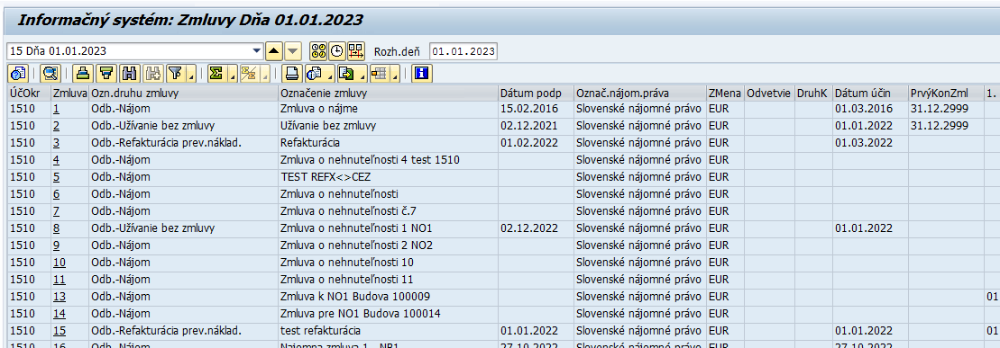 Informačný systém: Zmluvy Dňa 01.01.2023
15 Dňa 01.01.2023 Rozh.deň 01.01.2023
ÚčOkr Zmluva Ozn.druhu zmluvy Označenie zmluvy Dátum podp Označ.nájom.práva ZMena Odvetvie DruhK Dátum účin PrvýKonZml 1.
1510 1 Odb.-Nájom Zmluva o nájme 15.02.2016 Slovenské nájomné právo EUR 01.03.2016 31.12.2999
1510 2 Odb.-Užívanie bez zmluvy Užívanie bez zmluvy 02.12.2021 Slovenské nájomné právo EUR 01.01.2022 31.12.2999
1510 3 Odb.-Refakturácia prev.náklad. Refakturácia 01.02.2022 Slovenské nájomné právo EUR 01.03.2022
1510 4 Odb.-Nájom Zmluva o nehnuteľnosti 4 test 1510 Slovenské nájomné právo EUR
1510 5 Odb.-Nájom TEST REFX<>CEZ Slovenské nájomné právo EUR
1510 6 Odb.-Nájom Zmluva o nehnuteľnosti Slovenské nájomné právo EUR
1510 7 Odb.-Nájom Zmluva o nehnuteľnosti č.7 Slovenské nájomné právo EUR
1510 8 Odb.-Užívanie bez zmluvy Zmluva o nehnuteľnosti 1 NO1 02.12.2022 Slovenské nájomné právo EUR 01.01.2022
1510 9 Odb.-Nájom Zmluva o nehnuteľnosti 2 NO2 Slovenské nájomné právo EUR
1510 10 Odb.-Nájom Zmluva o nehnuteľnosti 10 Slovenské nájomné právo EUR
1510 11 Odb.-Nájom Zmluva o nehnuteľnosti 11 Slovenské nájomné právo EUR
1510 13 Odb.-Nájom Zmluva k NO1 Budova 100009 Slovenské nájomné právo EUR 01
1510 14 Odb.-Nájom Zmluva pre NO1 Budova 100014 Slovenské nájomné právo EUR
1510 15 Odb.-Refakturácia prev.náklad. test refakturácia 01.01.2022 Slovenské nájomné právo EUR 01.01.2022 01
1510 16 Odb.-Nájom Najomna zmluva 1 - NB1 27.10.2022 Slovenské nájomné právo EUR 27.10.2022